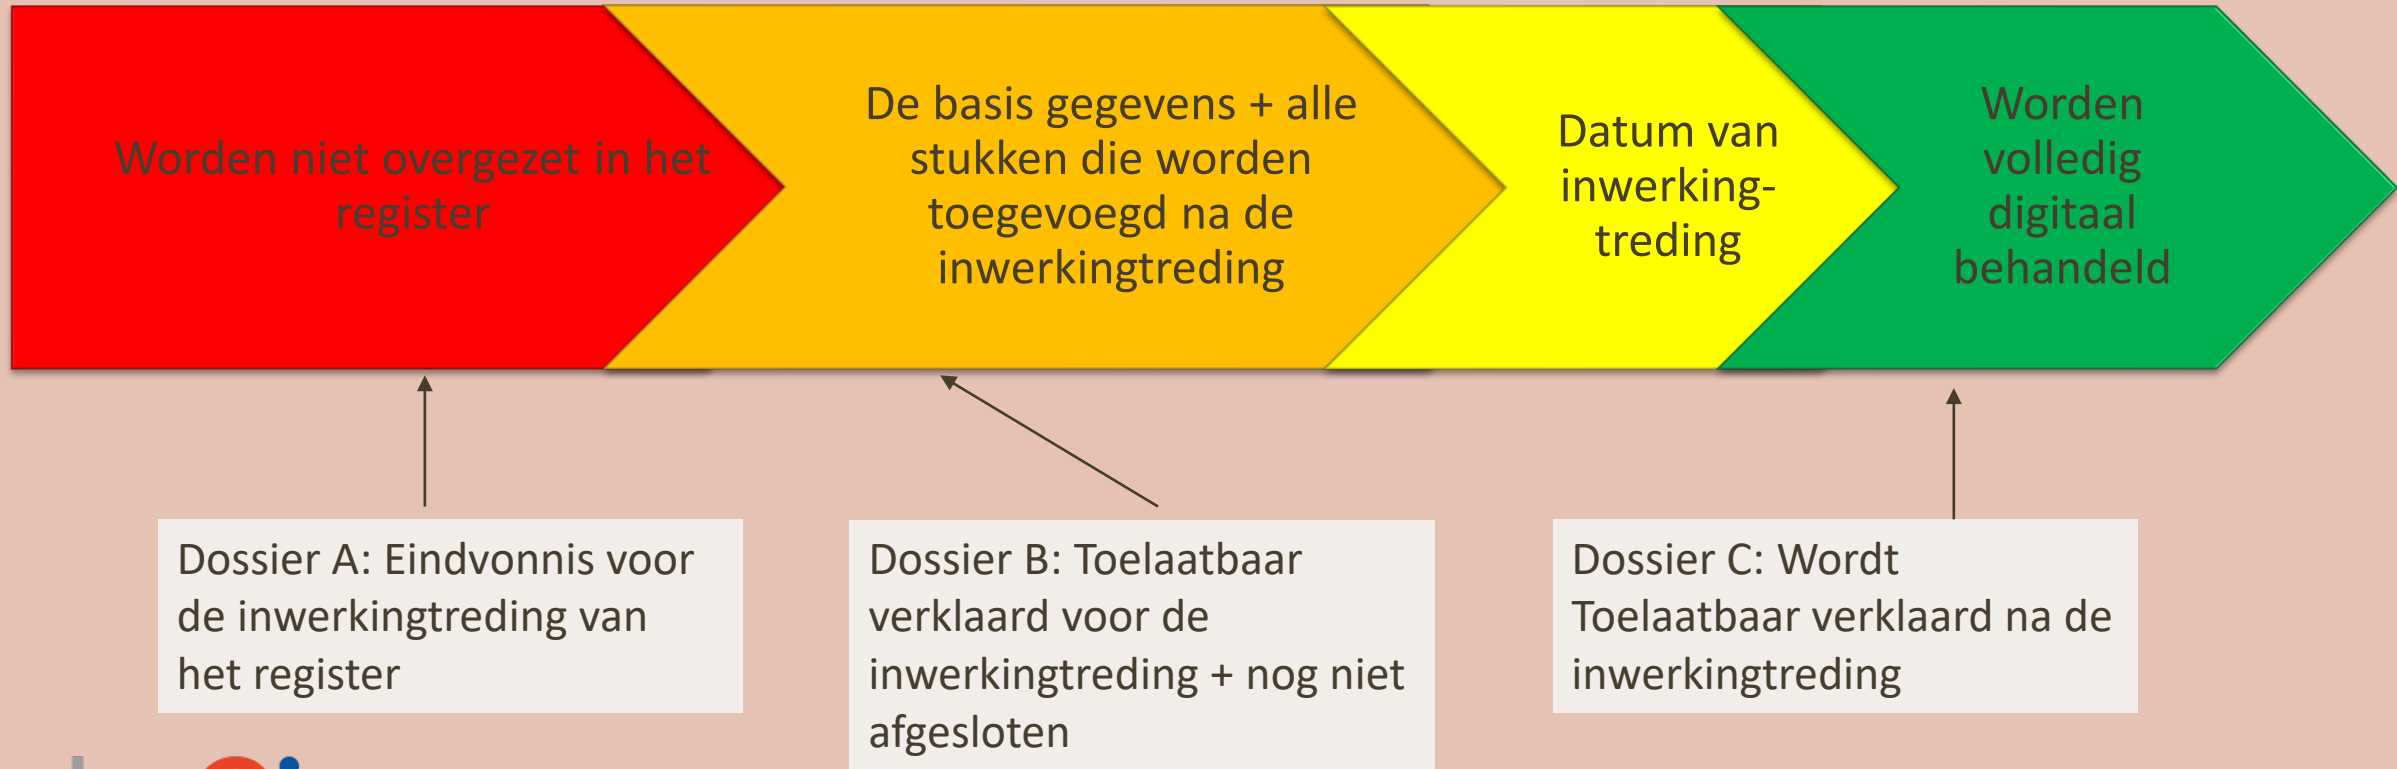 Worden niet overgezet in het
register
De basis gegevens + alle
stukken die worden
toegevoegd na de
inwerkingtreding
Datum van
inwerking-
treding
Worden
volledig
digitaal
behandeld
Dossier A: Eindvonnis voor
de inwerkingtreding van
het register
Dossier B: Toelaatbaar
verklaard voor de
inwerkingtreding + nog niet
afgesloten
Dossier C: Wordt
Toelaatbaar verklaard na de
inwerkingtreding